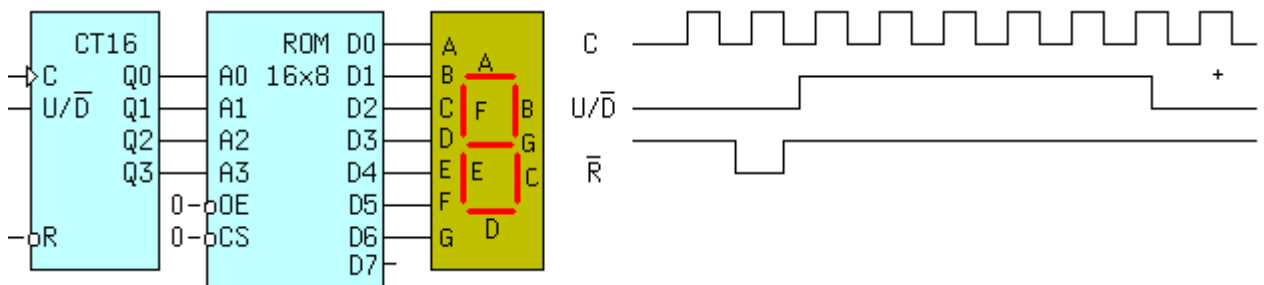 CT16
C Q0
U/D̅ Q1
Q2
Q3
R
ROM D0
A0 16x8 D1
A1 D2
A2 D3
A3 D4
0 OE D5
0 CS D6
D7
A
B
C
D
E
F
G
A
F B
G
E C
D
C
U/D̅
R̅
+